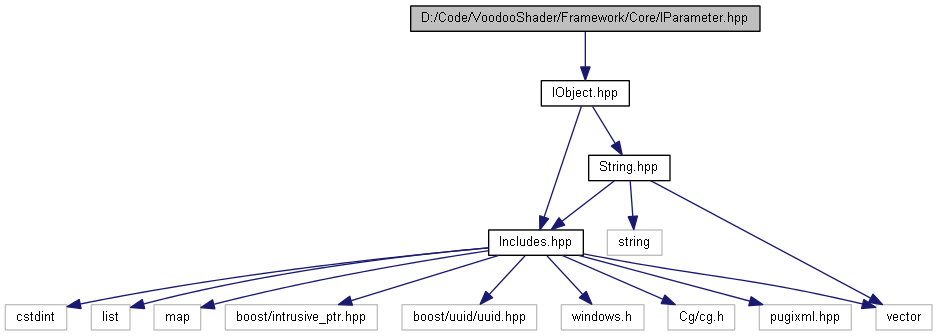 D:/Code/VoodooShader/Framework/Core/IParameter.hpp
IObject.hpp
String.hpp
Includes.hpp
string
cstdint
list
map
boost/intrusive_ptr.hpp
boost/uuid/uuid.hpp
windows.h
Cg/cg.h
pugixml.hpp
vector